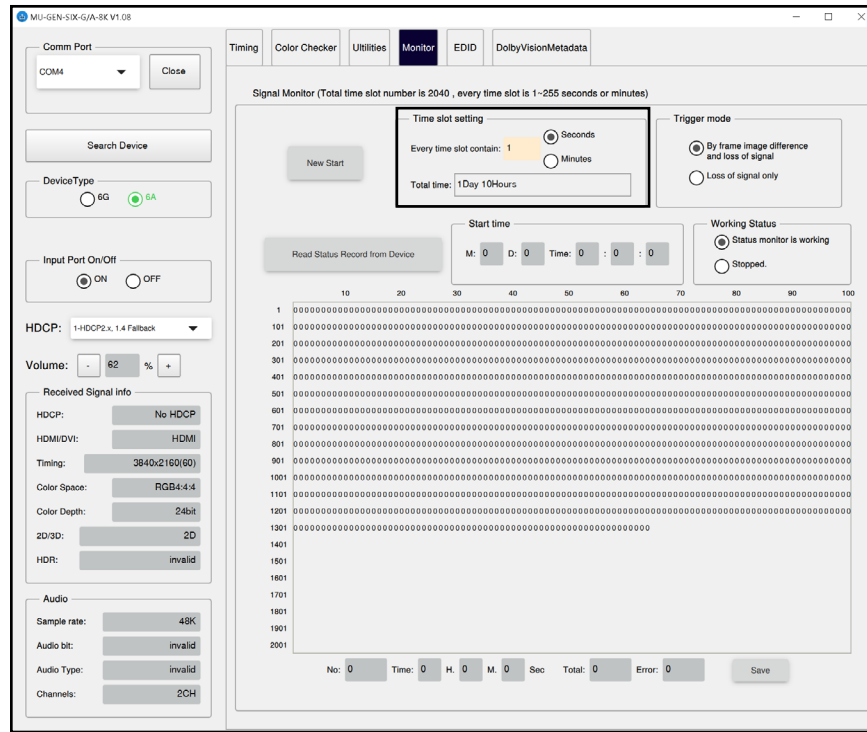 MU-GEN-SIX-G/A-8K V1.08
Comm Port
COM4
Close
Search Device
DeviceType
6G
6A
Input Port On/Off
ON
OFF
HDCP: 1-HDCP2.x, 1.4 Fallback
Volume: - 62 % +
Received Signal info
HDCP: No HDCP
HDMI/DVI: HDMI
Timing: 3840x2160(60)
Color Space: RGB4:4:4
Color Depth: 24bit
2D/3D: 2D
HDR: invalid
Audio
Sample rate: 48K
Audio bit: invalid
Audio Type: invalid
Channels: 2CH
Timing Color Checker Ultilities Monitor EDID DolbyVisionMetadata
Signal Monitor (Total time slot number is 2040 , every time slot is 1~255 seconds or minutes)
New Start
Time slot setting
Every time slot contain: 1
Seconds
Minutes
Total time: 1Day 10Hours
Trigger mode
By frame image difference
and loss of signal
Loss of signal only
Read Status Record from Device
Start time
M: 0 D: 0 Time: 0 : 0 : 0
Working Status
Status monitor is working
Stopped.
10 20 30 40 50 60 70 80 90 100
1 0000000000000000000000000000000000000000000000000000000000000000000000000000000000000000000000000000
101 0000000000000000000000000000000000000000000000000000000000000000000000000000000000000000000000000000
201 0000000000000000000000000000000000000000000000000000000000000000000000000000000000000000000000000000
301 0000000000000000000000000000000000000000000000000000000000000000000000000000000000000000000000000000
401 0000000000000000000000000000000000000000000000000000000000000000000000000000000000000000000000000000
501 0000000000000000000000000000000000000000000000000000000000000000000000000000000000000000000000000000
601 0000000000000000000000000000000000000000000000000000000000000000000000000000000000000000000000000000
701 0000000000000000000000000000000000000000000000000000000000000000000000000000000000000000000000000000
801 0000000000000000000000000000000000000000000000000000000000000000000000000000000000000000000000000000
901 0000000000000000000000000000000000000000000000000000000000000000000000000000000000000000000000000000
1001 0000000000000000000000000000000000000000000000000000000000000000000000000000000000000000000000000000
1101 0000000000000000000000000000000000000000000000000000000000000000000000000000000000000000000000000000
1201 0000000000000000000000000000000000000000000000000000000000000000000000000000000000000000000000000000
1301 0000000000000000000000000000000000000000000000000000000000000000
1401
1501
1601
1701
1801
1901
2001
No: 0 Time: 0 H. 0 M. 0 Sec Total: 0 Error: 0 Save